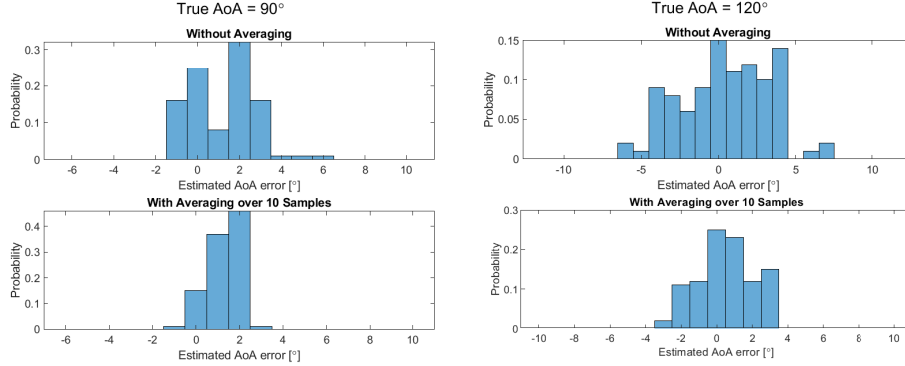 True AoA = 90°
Without Averaging
0.3
0.2
0.1
0
Probability
-6 -4 -2 0 2 4 6 8 10
Estimated AoA error [°]
With Averaging over 10 Samples
0.4
0.3
0.2
0.1
0
Probability
-6 -4 -2 0 2 4 6 8 10
Estimated AoA error [°]
True AoA = 120°
Without Averaging
0.15
0.1
0.05
0
Probability
-10 -5 0 5 10
Estimated AoA error [°]
With Averaging over 10 Samples
0.3
0.2
0.1
0
Probability
-10 -8 -6 -4 -2 0 2 4 6 8 10
Estimated AoA error [°]